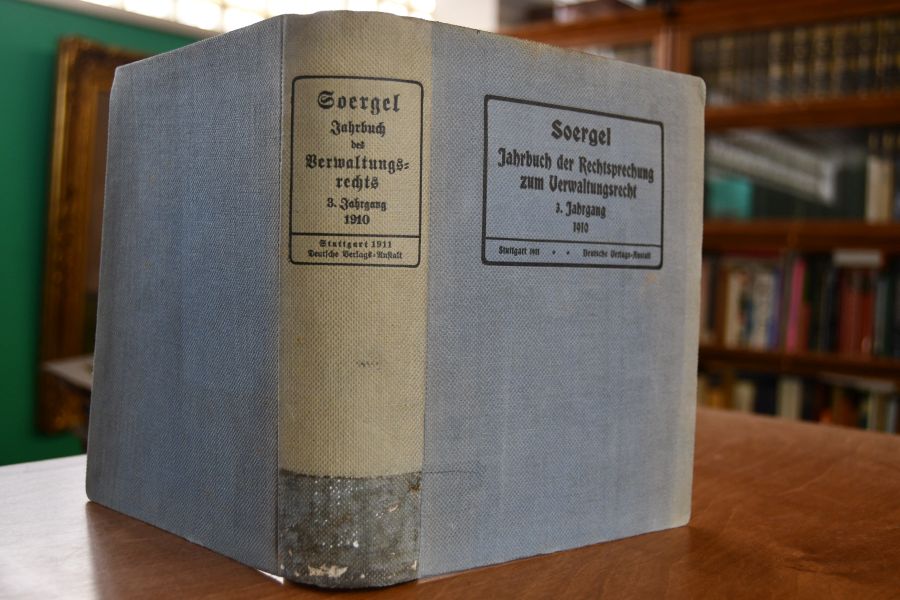 Soergel
Jahrbuch
des
Verwaltungs=
rechts
3. Jahrgang
1910
Stuttgart 1911
Deutsche Verlags-Anstalt
Soergel
Jahrbuch der Rechtsprechung
zum Verwaltungsrecht
3. Jahrgang
1910
Stuttgart 1911 • • Deutsche Verlags-Anstalt